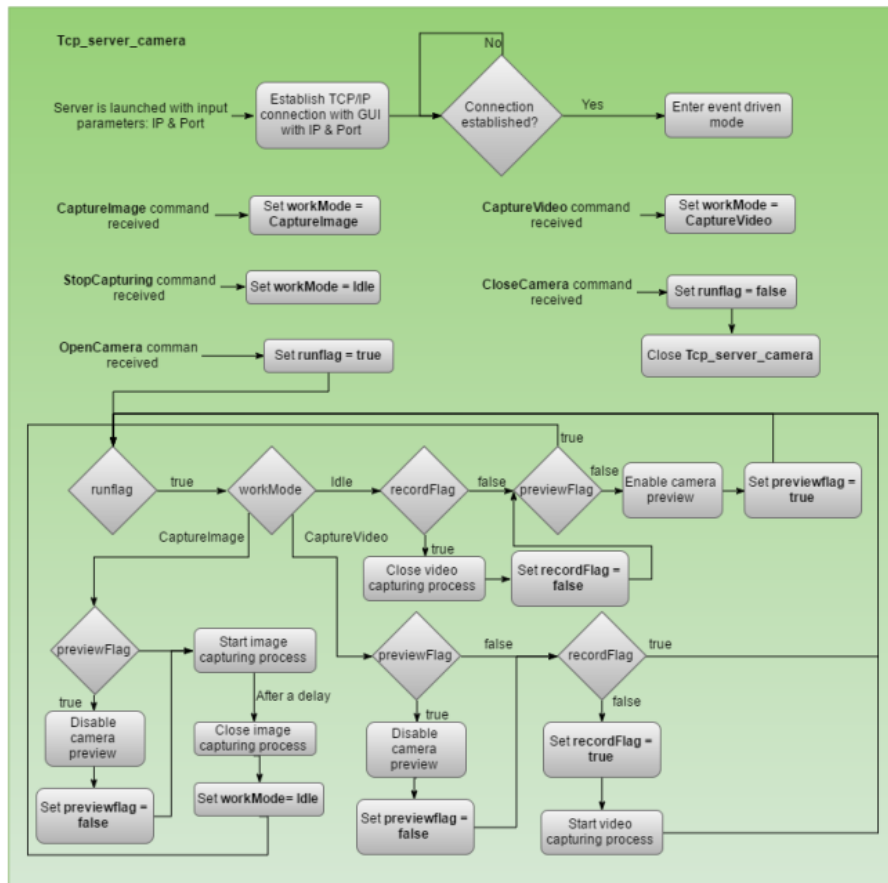 Tcp_server_camera
Server is launched with input
parameters: IP & Port
Establish TCP/IP
connection with GUI
with IP & Port
No
Connection
established?
Yes
Enter event driven
mode
CaptureImage command
received
Set workMode =
CaptureImage
CaptureVideo command
received
Set workMode =
CaptureVideo
StopCapturing command
received
Set workMode = Idle
CloseCamera command
received
Set runflag = false
Close Tcp_server_camera
OpenCamera comman
received
Set runflag = true
runflag
true
workMode
Idle
recordFlag
false
previewFlag
true
false
Enable camera
preview
Set previewflag =
true
true
Close video
capturing process
Set recordFlag =
false
CaptureImage
CaptureVideo
previewFlag
true
Disable
camera
preview
Set previewflag =
false
Start image
capturing process
After a delay
Close image
capturing process
Set workMode= Idle
previewFlag
false
true
Disable
camera
preview
Set previewflag =
false
recordFlag
true
false
Set recordFlag =
true
Start video
capturing process